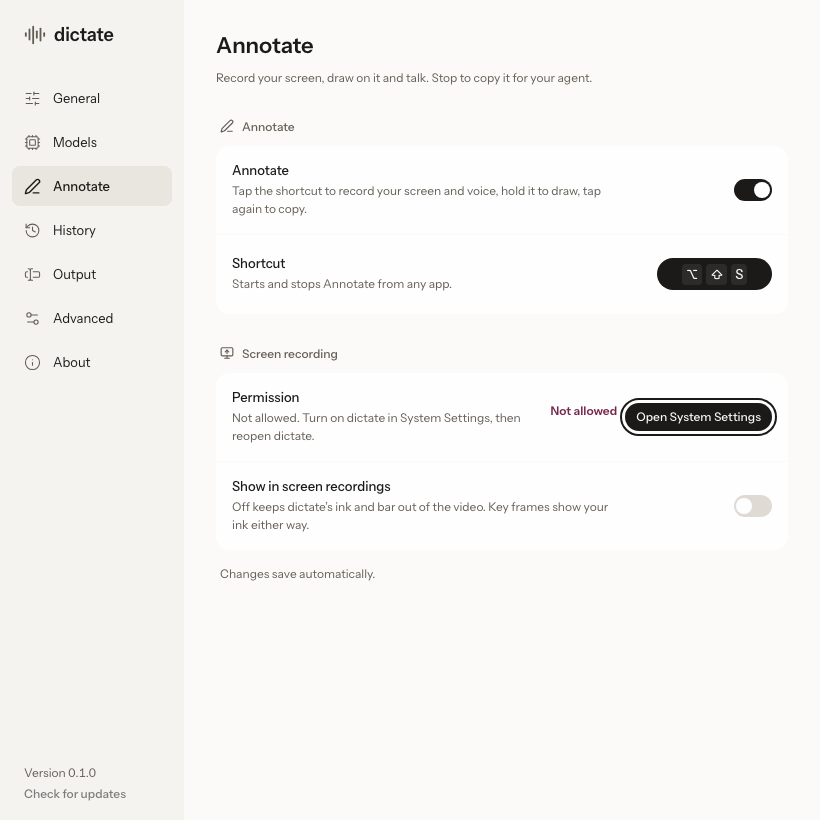 dictate
General
Models
Annotate
History
Output
Advanced
About
Version 0.1.0
Check for updates
Annotate
Record your screen, draw on it and talk. Stop to copy it for your agent.
Annotate
Annotate
Tap the shortcut to record your screen and voice, hold it to draw, tap
again to copy.
Shortcut
Starts and stops Annotate from any app.
⌥ ⇧ S
Screen recording
Permission
Not allowed. Turn on dictate in System Settings, then
reopen dictate.
Not allowed
Open System Settings
Show in screen recordings
Off keeps dictate's ink and bar out of the video. Key frames show your
ink either way.
Changes save automatically.